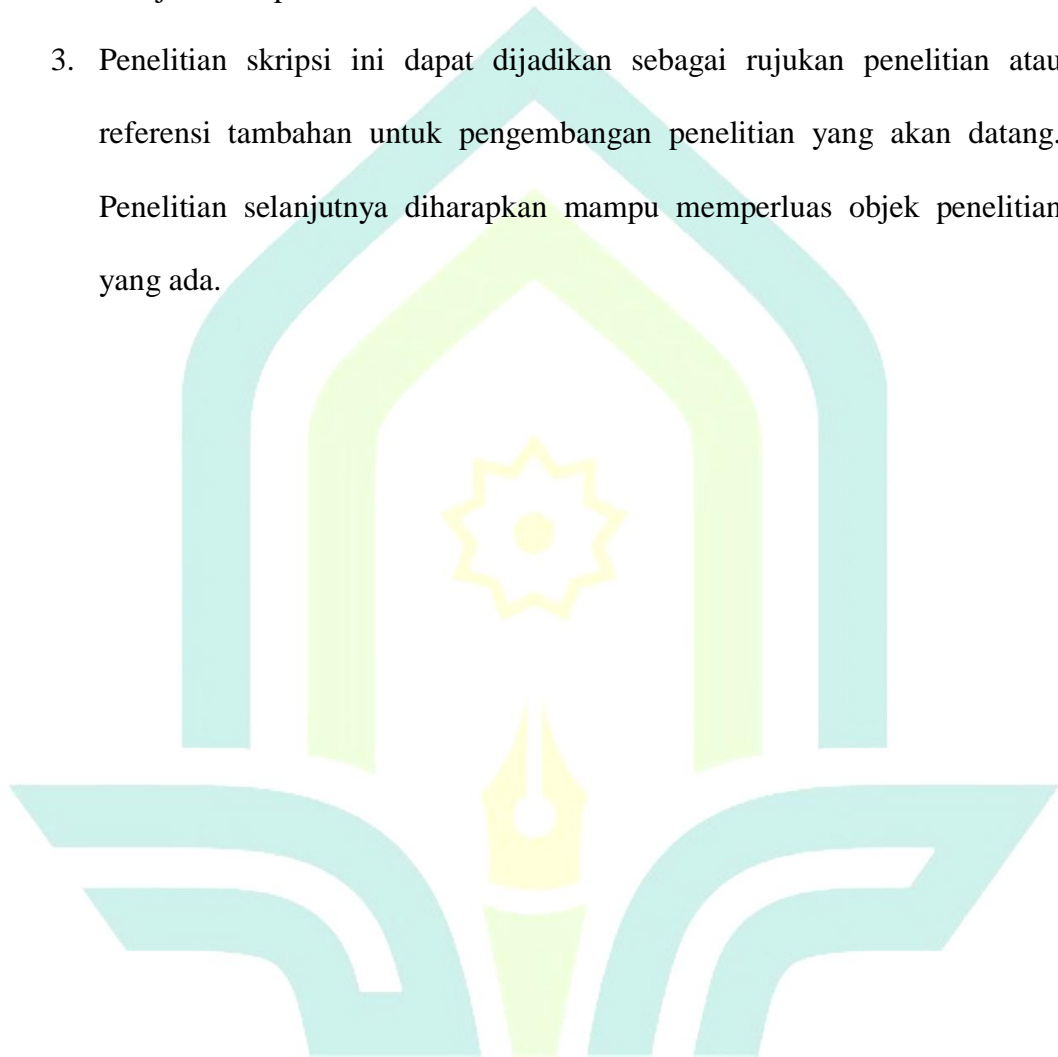 3. Penelitian skripsi ini dapat dijadikan sebagai rujukan penelitian atau
referensi tambahan untuk pengembangan penelitian yang akan datang.
Penelitian selanjutnya diharapkan mampu memperluas objek penelitian
yang ada.